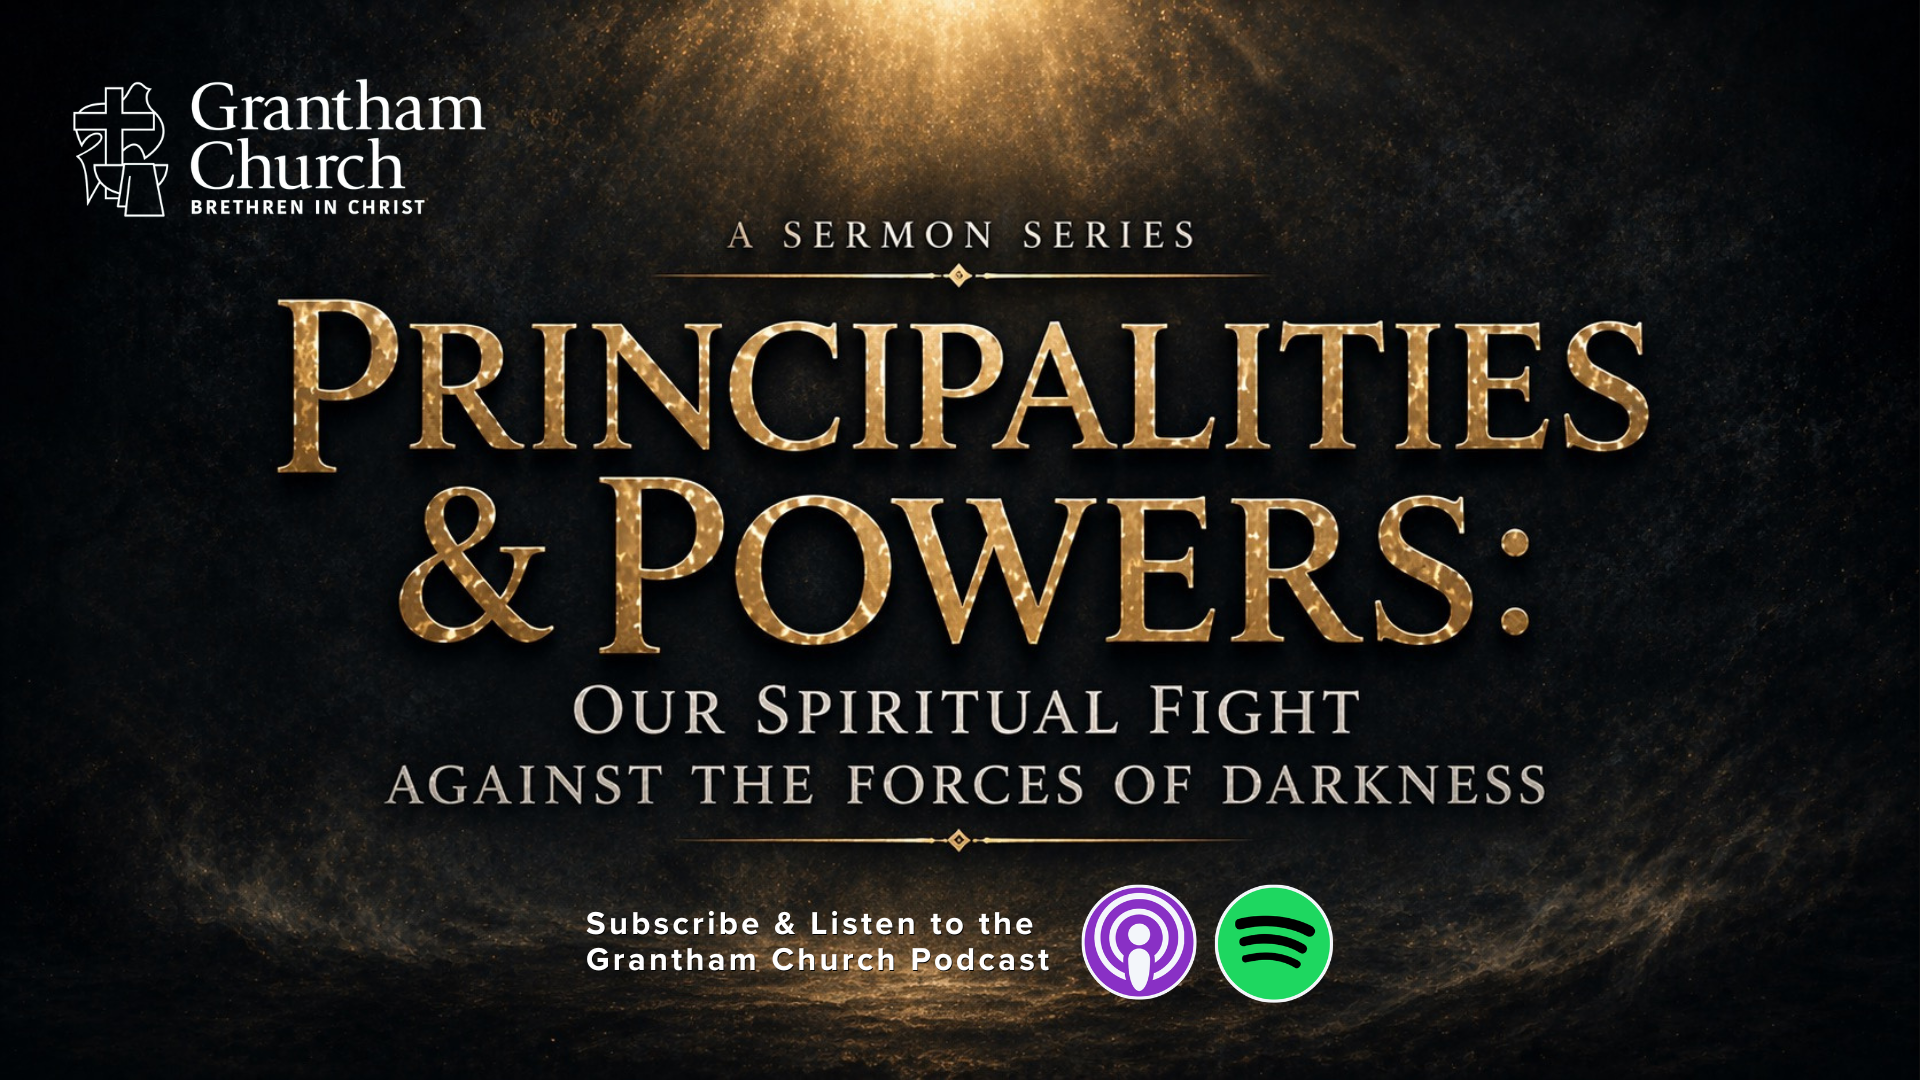 Grantham
Church
BRETHREN IN CHRIST
A SERMON SERIES
PRINCIPALITIES
& POWERS:
OUR SPIRITUAL FIGHT
AGAINST THE FORCES OF DARKNESS
Subscribe & Listen to the
Grantham Church Podcast